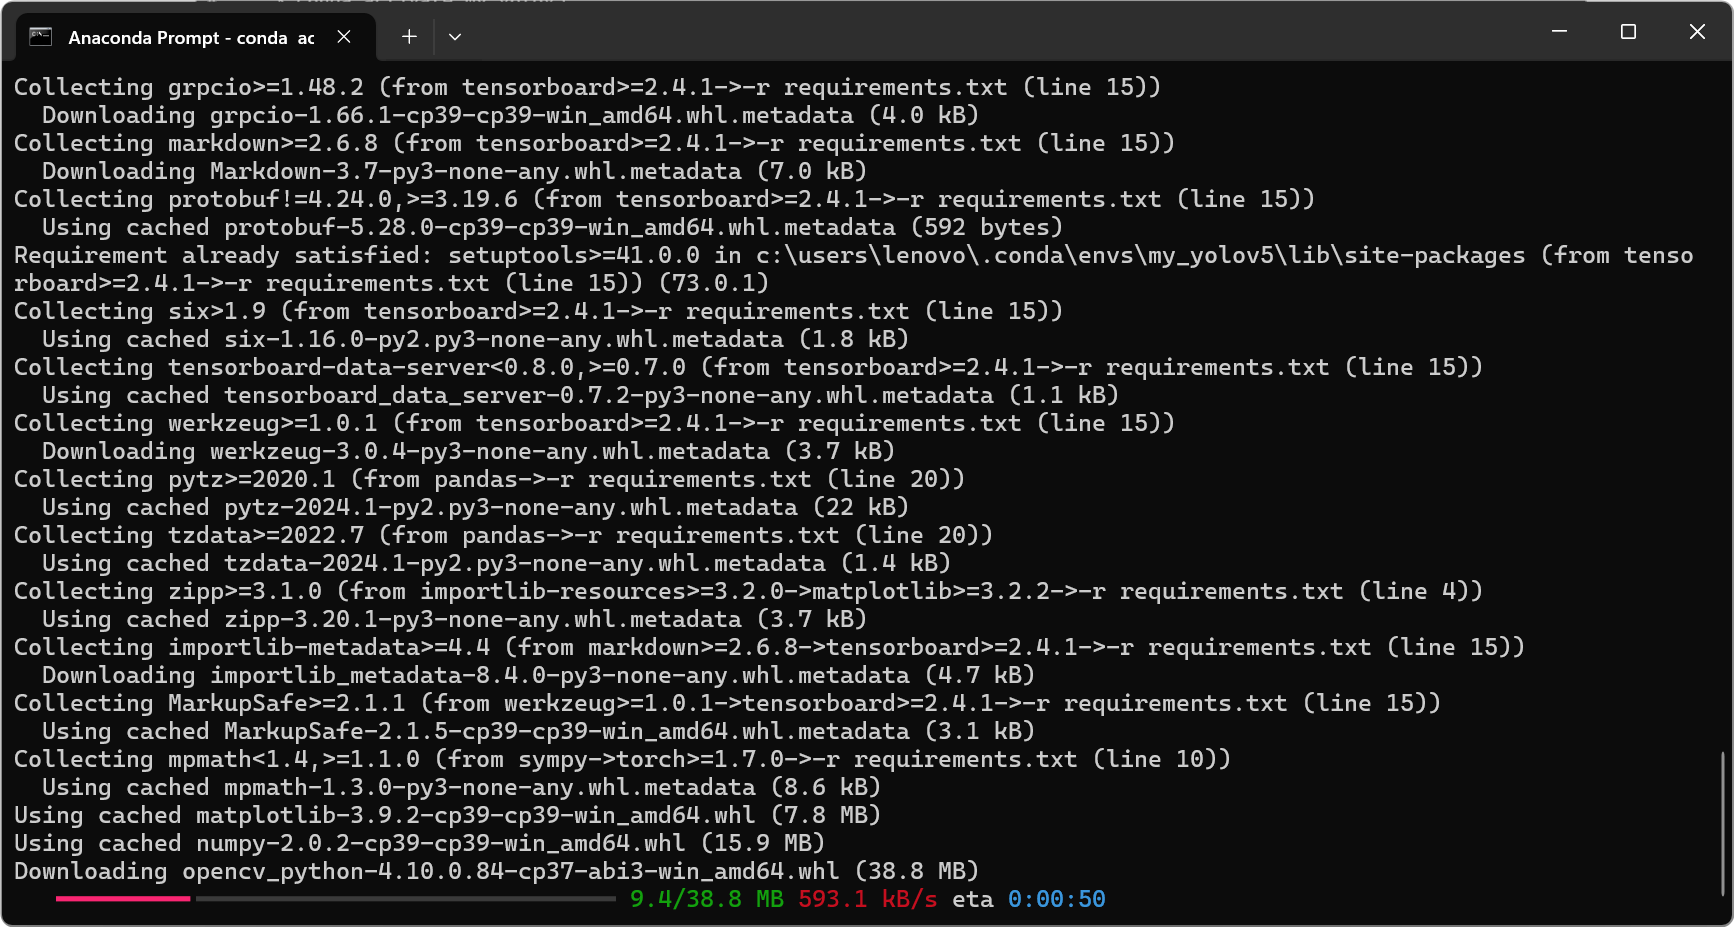 Anaconda Prompt - conda ac
Collecting grpcio>=1.48.2 (from tensorboard>=2.4.1->-r requirements.txt (line 15))
  Downloading grpcio-1.66.1-cp39-cp39-win_amd64.whl.metadata (4.0 kB)
Collecting markdown>=2.6.8 (from tensorboard>=2.4.1->-r requirements.txt (line 15))
  Downloading Markdown-3.7-py3-none-any.whl.metadata (7.0 kB)
Collecting protobuf!=4.24.0,>=3.19.6 (from tensorboard>=2.4.1->-r requirements.txt (line 15))
  Using cached protobuf-5.28.0-cp39-cp39-win_amd64.whl.metadata (592 bytes)
Requirement already satisfied: setuptools>=41.0.0 in c:\users\lenovo\.conda\envs\my_yolov5\lib\site-packages (from tenso
rboard>=2.4.1->-r requirements.txt (line 15)) (73.0.1)
Collecting six>1.9 (from tensorboard>=2.4.1->-r requirements.txt (line 15))
  Using cached six-1.16.0-py2.py3-none-any.whl.metadata (1.8 kB)
Collecting tensorboard-data-server<0.8.0,>=0.7.0 (from tensorboard>=2.4.1->-r requirements.txt (line 15))
  Using cached tensorboard_data_server-0.7.2-py3-none-any.whl.metadata (1.1 kB)
Collecting werkzeug>=1.0.1 (from tensorboard>=2.4.1->-r requirements.txt (line 15))
  Downloading werkzeug-3.0.4-py3-none-any.whl.metadata (3.7 kB)
Collecting pytz>=2020.1 (from pandas->-r requirements.txt (line 20))
  Using cached pytz-2024.1-py2.py3-none-any.whl.metadata (22 kB)
Collecting tzdata>=2022.7 (from pandas->-r requirements.txt (line 20))
  Using cached tzdata-2024.1-py2.py3-none-any.whl.metadata (1.4 kB)
Collecting zipp>=3.1.0 (from importlib-resources>=3.2.0->matplotlib>=3.2.2->-r requirements.txt (line 4))
  Using cached zipp-3.20.1-py3-none-any.whl.metadata (3.7 kB)
Collecting importlib-metadata>=4.4 (from markdown>=2.6.8->tensorboard>=2.4.1->-r requirements.txt (line 15))
  Downloading importlib_metadata-8.4.0-py3-none-any.whl.metadata (4.7 kB)
Collecting MarkupSafe>=2.1.1 (from werkzeug>=1.0.1->tensorboard>=2.4.1->-r requirements.txt (line 15))
  Using cached MarkupSafe-2.1.5-cp39-cp39-win_amd64.whl.metadata (3.1 kB)
Collecting mpmath<1.4,>=1.1.0 (from sympy->torch>=1.7.0->-r requirements.txt (line 10))
  Using cached mpmath-1.3.0-py3-none-any.whl.metadata (8.6 kB)
Using cached matplotlib-3.9.2-cp39-cp39-win_amd64.whl (7.8 MB)
Using cached numpy-2.0.2-cp39-cp39-win_amd64.whl (15.9 MB)
Downloading opencv_python-4.10.0.84-cp37-abi3-win_amd64.whl (38.8 MB)
9.4/38.8 MB 593.1 kB/s eta 0:00:50